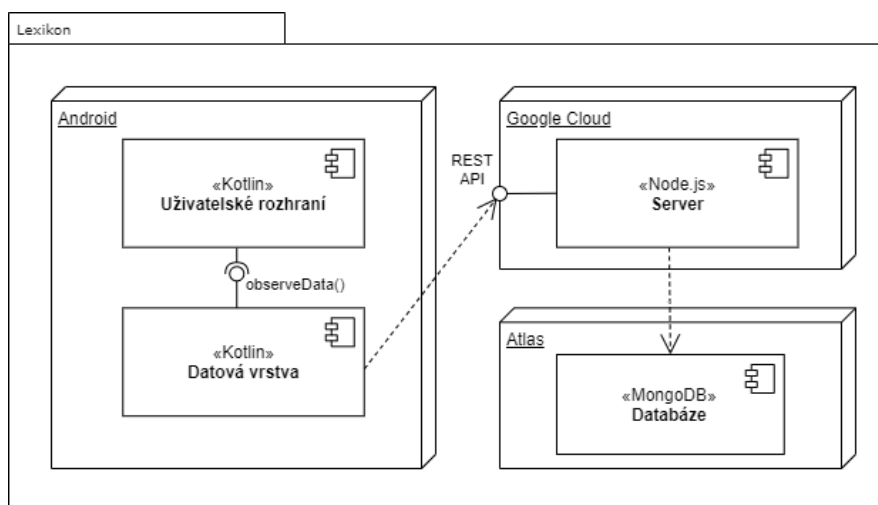 Lexikon
Android
«Kotlin»
Uživatelské rozhraní
observeData()
«Kotlin»
Datová vrstva
REST
API
Google Cloud
«Node.js»
Server
Atlas
«MongoDB»
Databáze